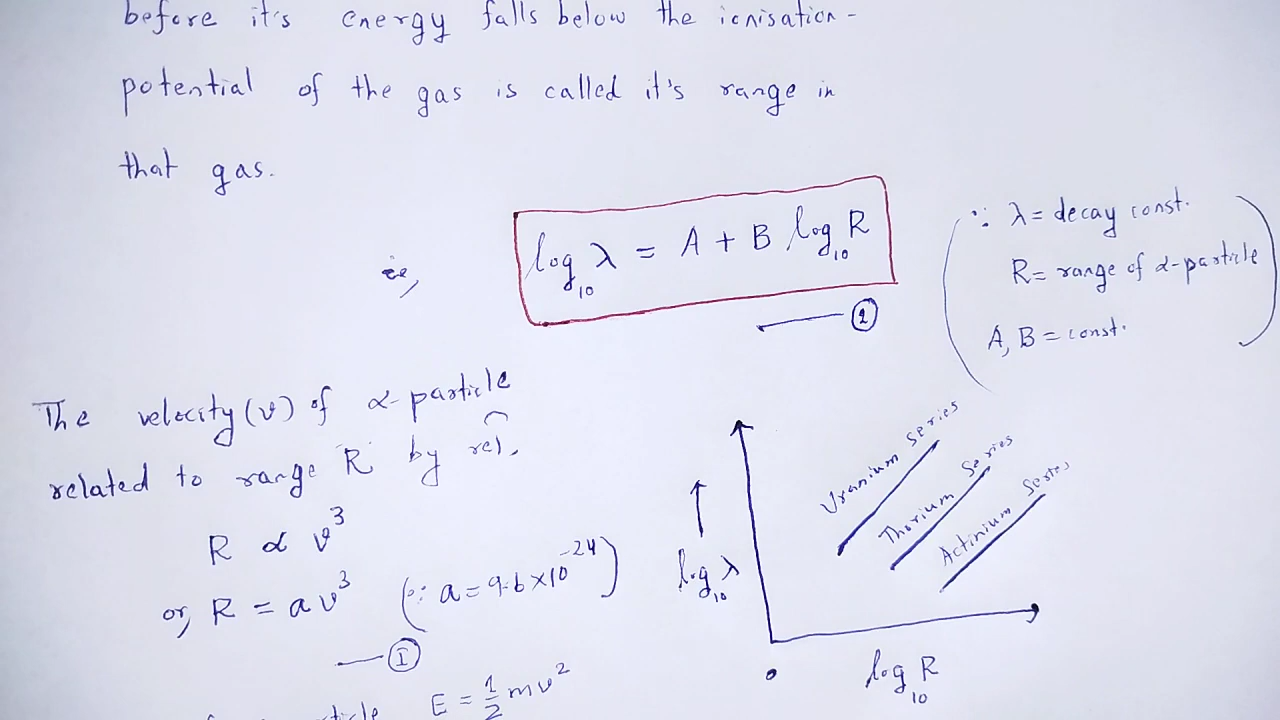 before it's energy falls below the ionisation-
potential of the gas is called it's range in
that gas.
ie, log₁₀ λ = A + B log₁₀ R
②
∵ λ = decay const.
R = range of α-particle
A, B = const.
The velocity (v) of α-particle
related to range R by rel.
R ∝ v³
or, R = av³ (∵ a = 9.6 × 10⁻²⁴)
①
particle E = ½ mv²
Uranium series
Thorium Series
Actinium Series
log₁₀ λ
0
log₁₀ R